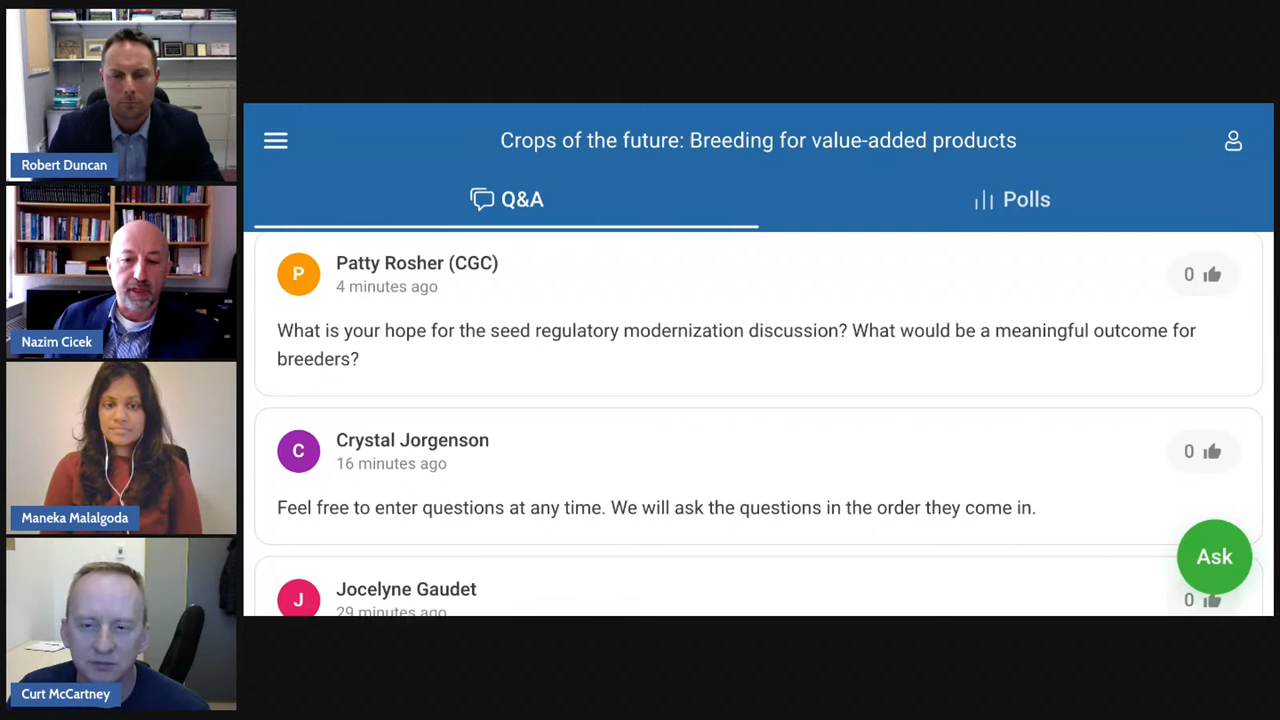 Robert Duncan
Nazim Cicek
Maneka Malalgoda
Curt McCartney
Crops of the future: Breeding for value-added products
Q&A
Polls
P
Patty Rosher (CGC)
4 minutes ago
0
What is your hope for the seed regulatory modernization discussion? What would be a meaningful outcome for
breeders?
C
Crystal Jorgenson
16 minutes ago
0
Feel free to enter questions at any time. We will ask the questions in the order they come in.
Ask
J
Jocelyne Gaudet
29 minutes ago
0